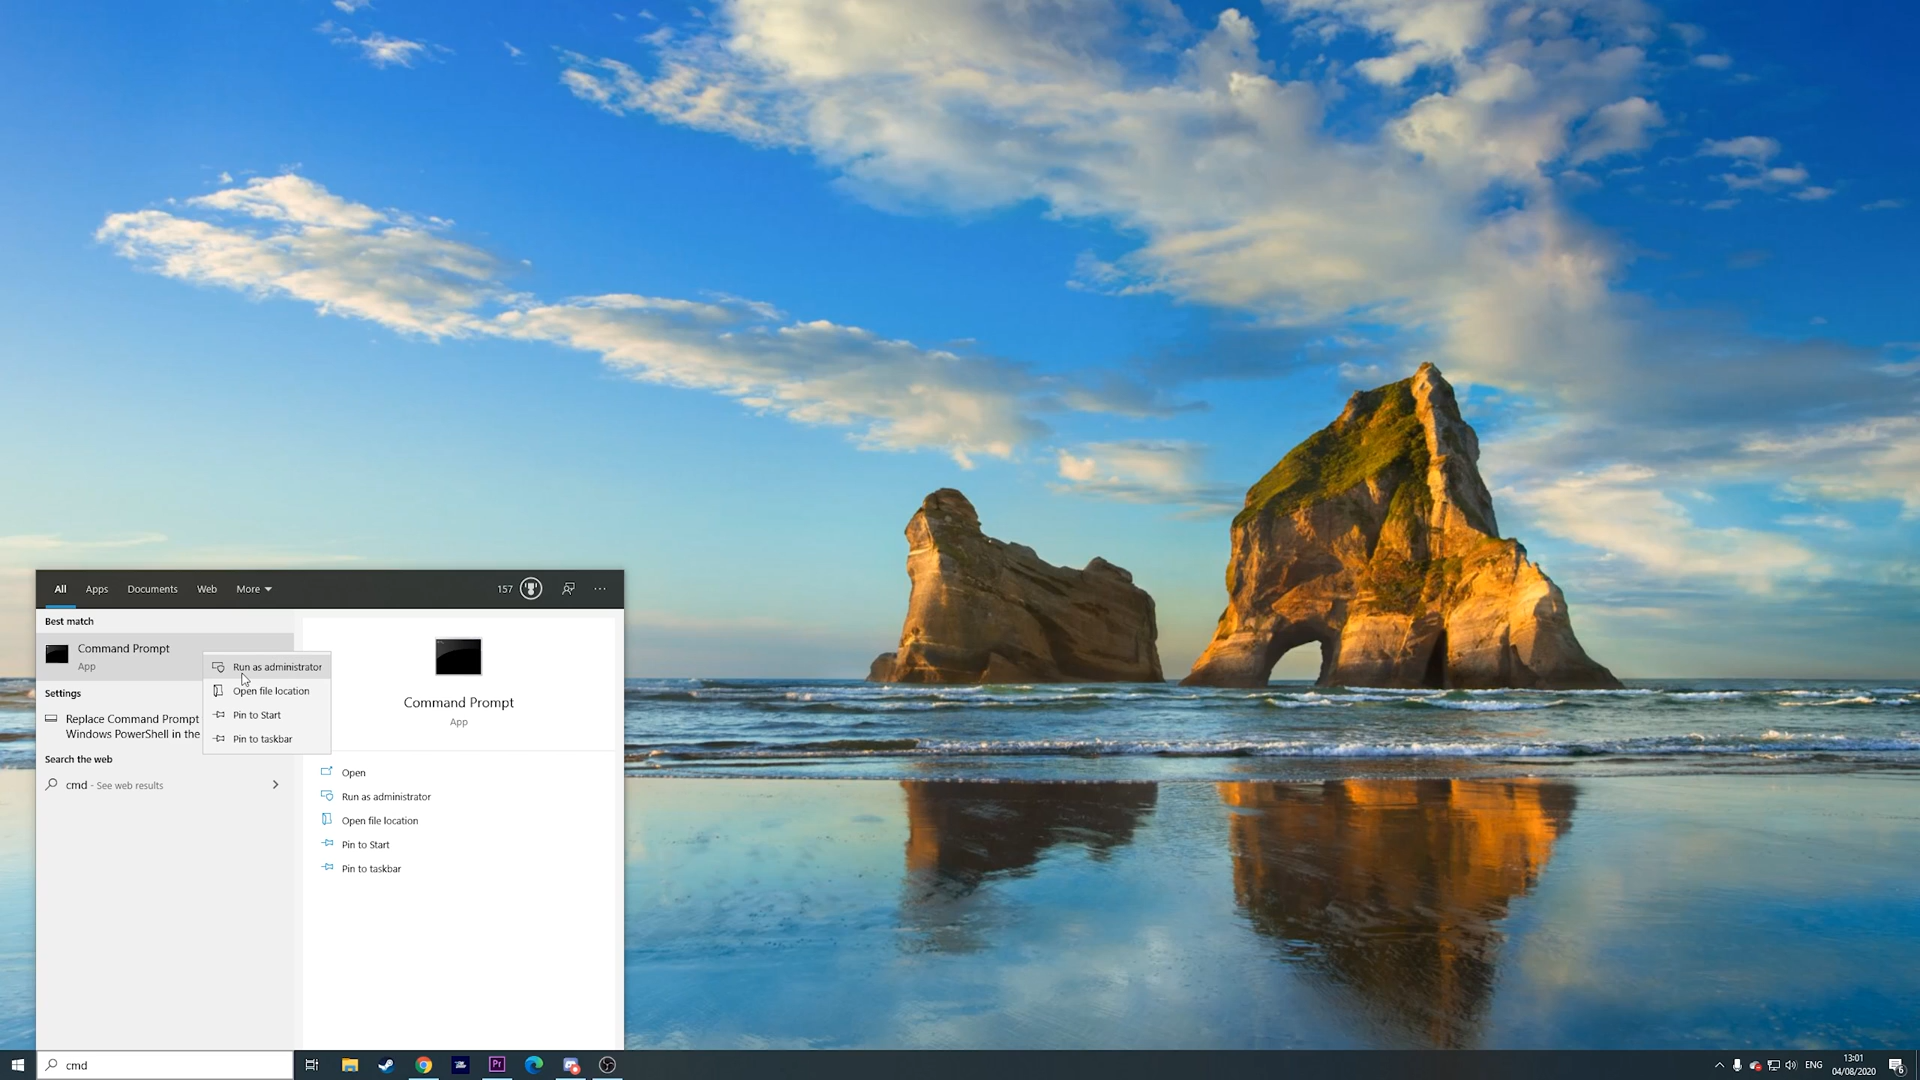 All Apps Documents Web More 157
Best match
Command Prompt
App
Settings
Replace Command Prompt
Windows PowerShell in the
Search the web
cmd - See web results
Run as administrator
Open file location
Pin to Start
Pin to taskbar
Command Prompt
App
Open
Run as administrator
Open file location
Pin to Start
Pin to taskbar
cmd
Pr
ENG
13:01
04/08/2020
6